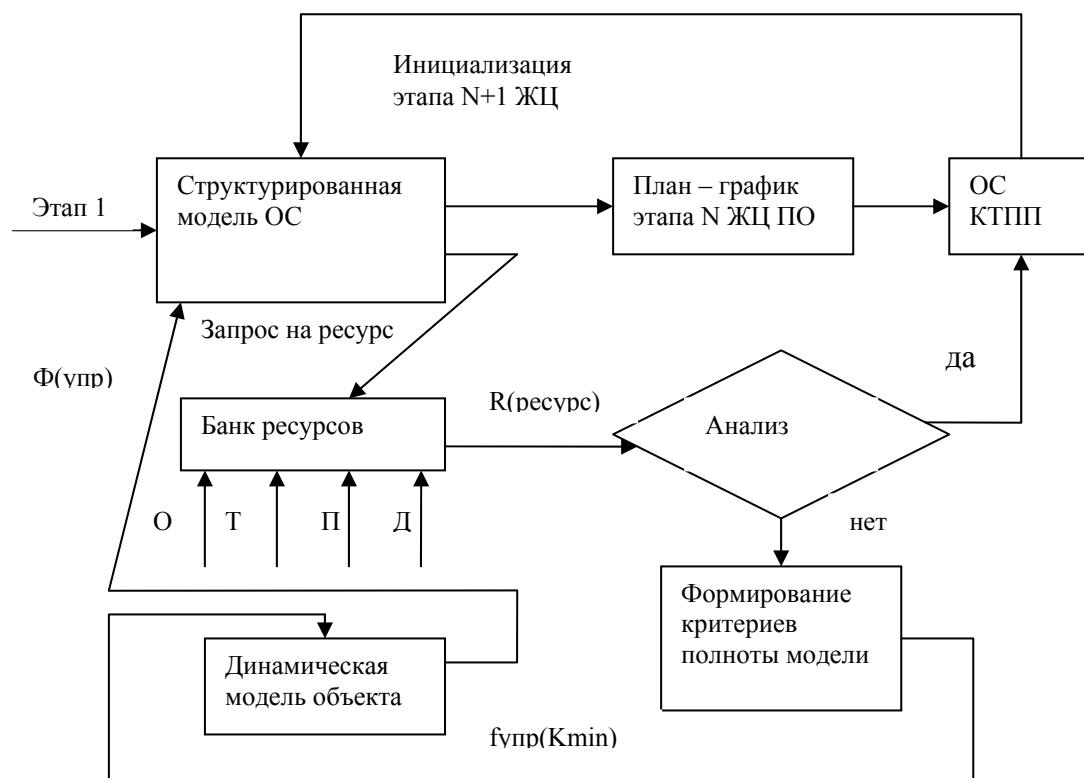 Инициализация
этапа N+1 ЖЦ
Этап 1
Структурированная
модель ОС
План – график
этапа N ЖЦ ПО
ОС
КТПП
Запрос на ресурс
Ф(упр)
да
R(ресурс)
Банк ресурсов
Анализ
О Т П Д
нет
Формирование
критериев
полноты модели
Динамическая
модель объекта
fупр(Kmin)